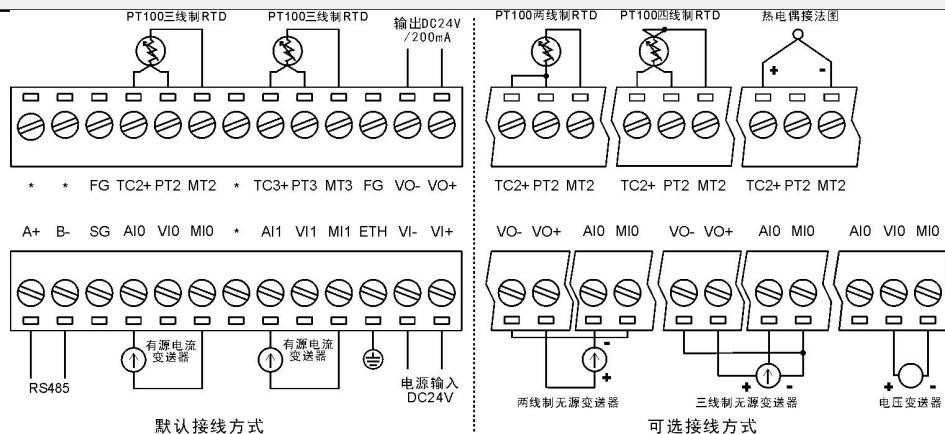 PT100三线制RTD PT100三线制RTD 输出DC24V
/200mA
PT100两线制RTD PT100四线制RTD 热电偶接法图
+ -
* * FG TC2+ PT2 MT2 * TC3+ PT3 MT3 FG VO- VO+
TC2+ PT2 MT2 TC2+ PT2 MT2 TC2+ PT2 MT2
A+ B- SG AI0 VI0 MI0 * AI1 VI1 MI1 ETH VI- VI+
VO- VO+ AI0 MI0 VO- VO+ AI0 MI0 AI0 VI0 MI0
RS485
有源电流
变送器
有源电流
变送器
电源输入
DC24V
-
+
两线制无源变送器
+ -
三线制无源变送器
+ -
电压变送器
默认接线方式 可选接线方式